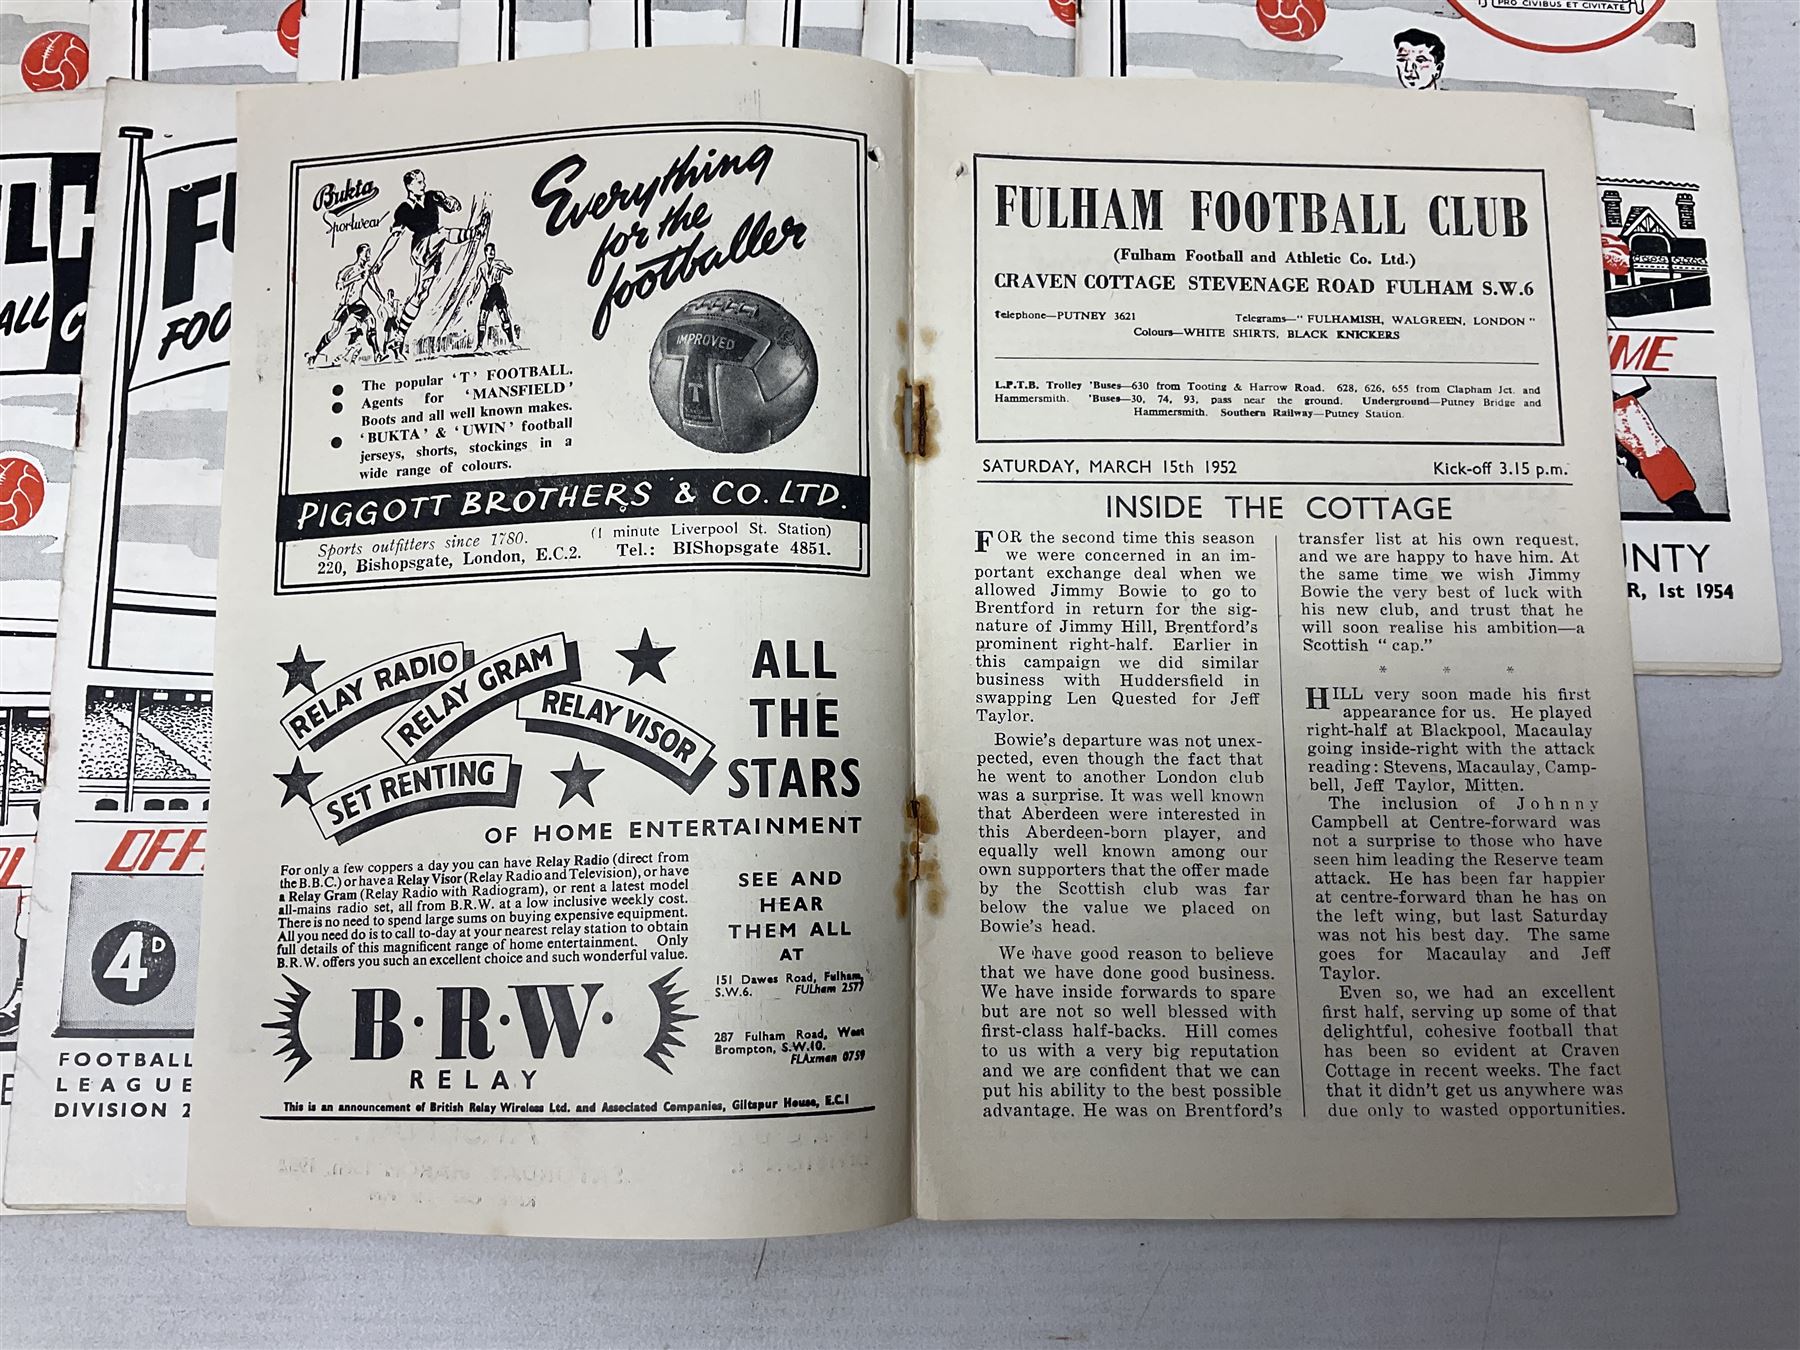 PRO CIVIBUS ET CIVITATE
ALL
FOO
OFF
4D
FOOTBALL
LEAGUE
DIVISION 2
Bukta
Sportswear
Everything
for the
footballer
IMPROVED
T
● The popular 'T' FOOTBALL.
● Agents for 'MANSFIELD'
Boots and all well known makes.
● 'BUKTA' & 'UWIN' football
jerseys, shorts, stockings in a
wide range of colours.
PIGGOTT BROTHERS & CO. LTD.
Sports outfitters since 1780. (1 minute Liverpool St. Station)
220, Bishopsgate, London, E.C.2. Tel.: BIShopsgate 4851.
RELAY RADIO
RELAY GRAM
RELAY VISOR
SET RENTING
ALL
THE
STARS
OF HOME ENTERTAINMENT
For only a few coppers a day you can have Relay Radio (direct from
the B.B.C.) or have a Relay Visor (Relay Radio and Television), or have
a Relay Gram (Relay Radio with Radiogram), or rent a latest model
all-mains radio set, all from B.R.W. at a low inclusive weekly cost.
There is no need to spend large sums on buying expensive equipment.
All you need do is to call to-day at your nearest relay station to obtain
full details of this magnificent range of home entertainment. Only
B.R.W. offers you such an excellent choice and such wonderful value.
SEE AND
HEAR
THEM ALL
AT
151 Dawes Road, Fulham,
S.W.6. FULham 2577
287 Fulham Road, West
Brompton, S.W.10.
FLAxman 0759
B·R·W·
RELAY
This is an announcement of British Relay Wireless Ltd. and Associated Companies, Giltspur House, E.C.1
FULHAM FOOTBALL CLUB
(Fulham Football and Athletic Co. Ltd.)
CRAVEN COTTAGE STEVENAGE ROAD FULHAM S.W.6
Telephone—PUTNEY 3621 Telegrams—" FULHAMISH, WALGREEN, LONDON "
Colours—WHITE SHIRTS, BLACK KNICKERS
L.P.T.B. Trolley 'Buses—630 from Tooting & Harrow Road. 628, 626, 655 from Clapham Jct. and
Hammersmith. 'Buses—30, 74, 93, pass near the ground. Underground—Putney Bridge and
Hammersmith. Southern Railway—Putney Station.
SATURDAY, MARCH 15th 1952 Kick-off 3.15 p.m.
INSIDE THE COTTAGE
FOR the second time this season
we were concerned in an im-
portant exchange deal when we
allowed Jimmy Bowie to go to
Brentford in return for the sig-
nature of Jimmy Hill, Brentford's
prominent right-half. Earlier in
this campaign we did similar
business with Huddersfield in
swapping Len Quested for Jeff
Taylor.
Bowie's departure was not unex-
pected, even though the fact that
he went to another London club
was a surprise. It was well known
that Aberdeen were interested in
this Aberdeen-born player, and
equally well known among our
own supporters that the offer made
by the Scottish club was far
below the value we placed on
Bowie's head.
We have good reason to believe
that we have done good business.
We have inside forwards to spare
but are not so well blessed with
first-class half-backs. Hill comes
to us with a very big reputation
and we are confident that we can
put his ability to the best possible
advantage. He was on Brentford's
transfer list at his own request,
and we are happy to have him. At
the same time we wish Jimmy
Bowie the very best of luck with
his new club, and trust that he
will soon realise his ambition—a
Scottish " cap."
* * *
HILL very soon made his first
appearance for us. He played
right-half at Blackpool, Macaulay
going inside-right with the attack
reading: Stevens, Macaulay, Camp-
bell, Jeff Taylor, Mitten.
The inclusion of Johnny
Campbell at Centre-forward was
not a surprise to those who have
seen him leading the Reserve team
attack. He has been far happier
at centre-forward than he has on
the left wing, but last Saturday
was not his best day. The same
goes for Macaulay and Jeff
Taylor.
Even so, we had an excellent
first half, serving up some of that
delightful, cohesive football that
has been so evident at Craven
Cottage in recent weeks. The fact
that it didn't get us anywhere was
due only to wasted opportunities.
ME
NTY
R, 1st 1954